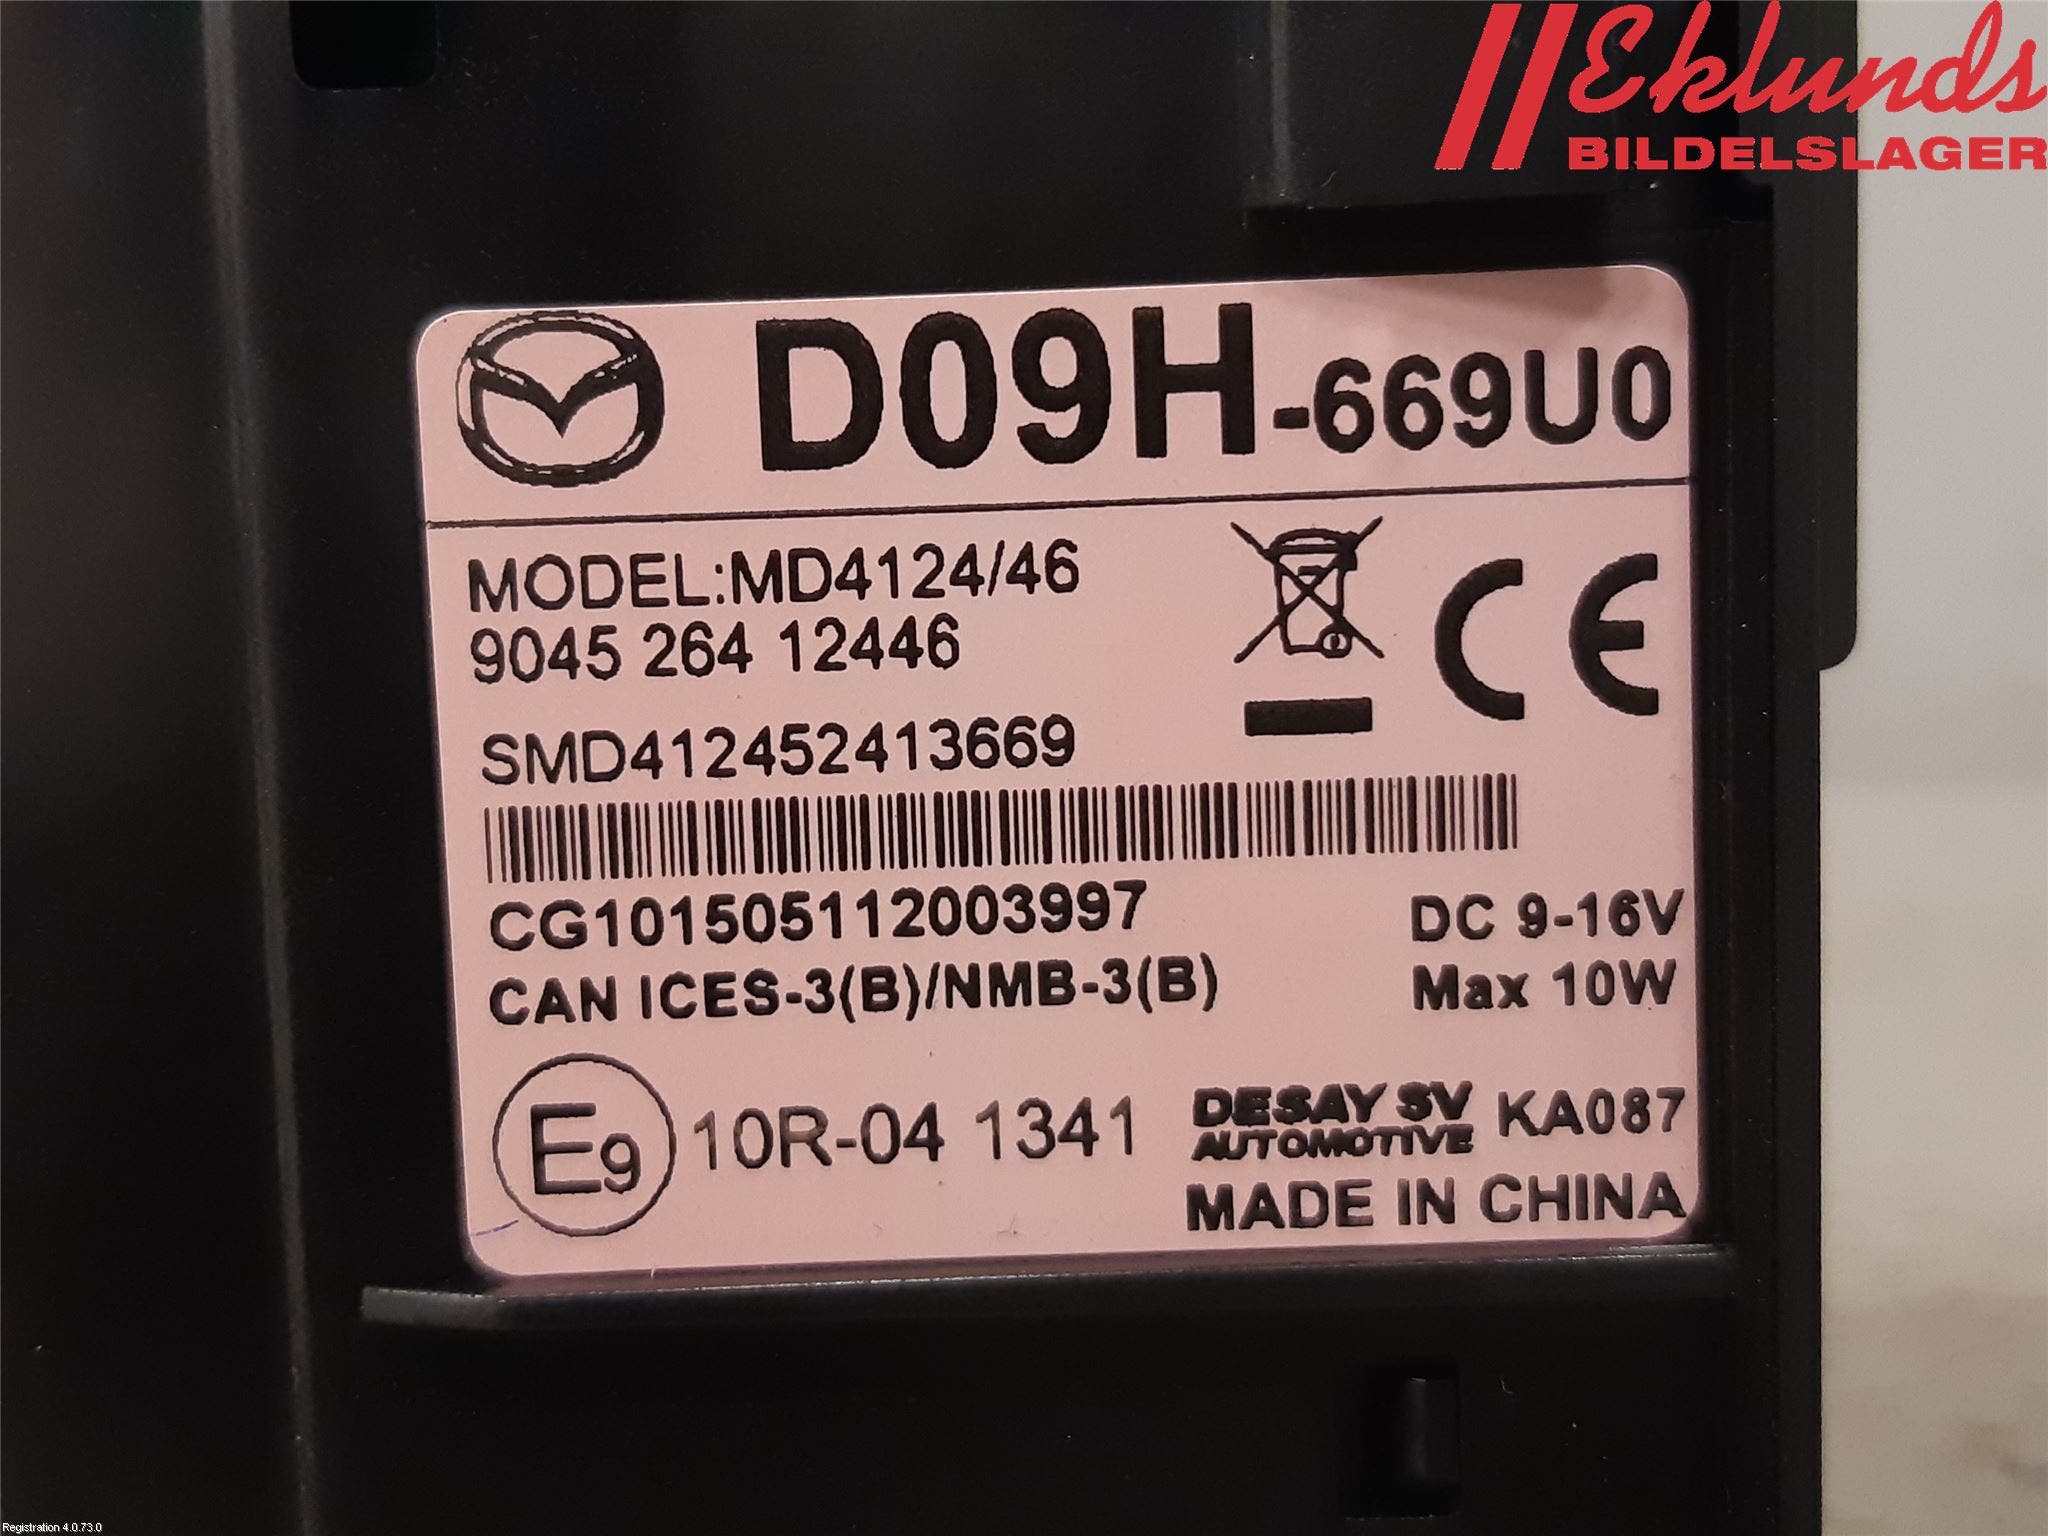 Eklunds
BILDELSLAGER
D09H-669U0
MODEL:MD4124/46
9045 264 12446
CE
SMD412452413669
CG101505112003997
DC 9-16V
CAN ICES-3(B)/NMB-3(B)
Max 10W
E9 10R-04 1341
DESAY SV
AUTOMOTIVE
KA087
MADE IN CHINA
Registration 4.0.73.0